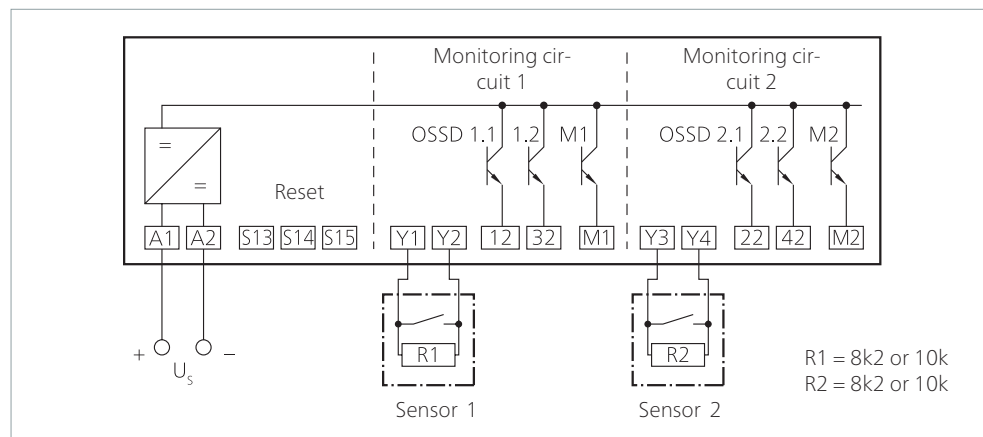 Monitoring cir-
cuit 1
Monitoring cir-
cuit 2
OSSD 1.1 1.2 M1
OSSD 2.1 2.2 M2
=
=
Reset
A1 A2 S13 S14 S15 Y1 Y2 12 32 M1 Y3 Y4 22 42 M2
R1
R2
+ –
US
Sensor 1
Sensor 2
R1 = 8k2 or 10k
R2 = 8k2 or 10k